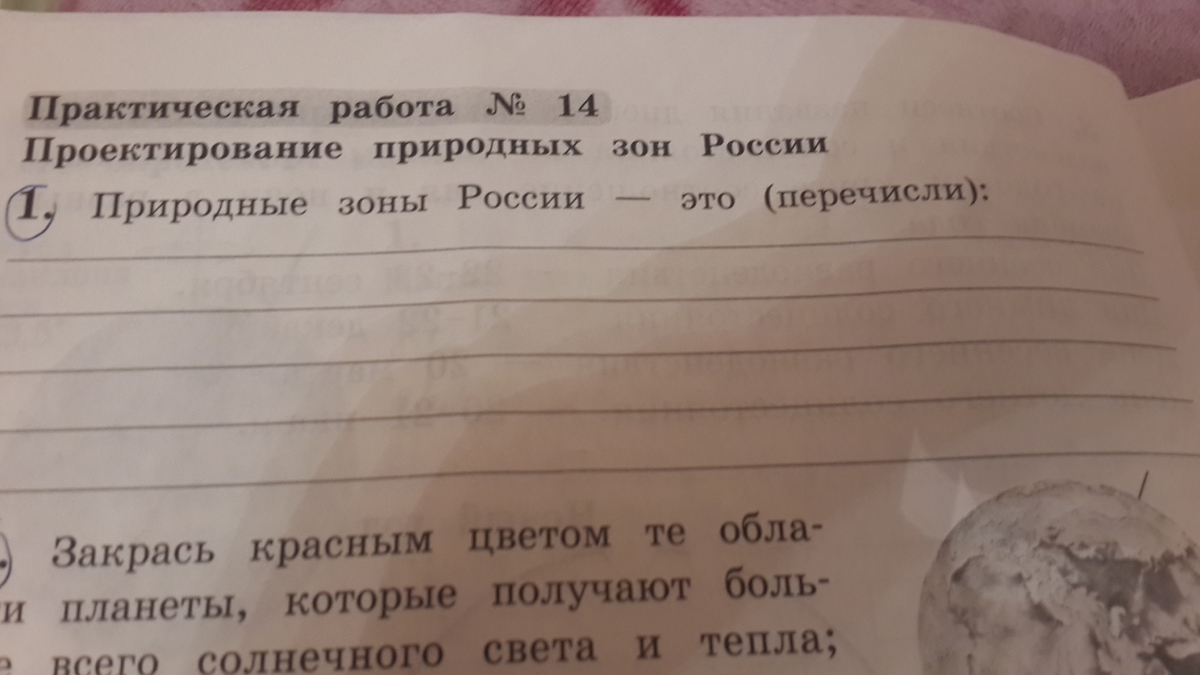 Практическая работа № 14
Проектирование природных зон России
1. Природные зоны России — это (перечисли):
Закрась красным цветом те обла-
и планеты, которые получают боль-
е всего солнечного света и тепла;